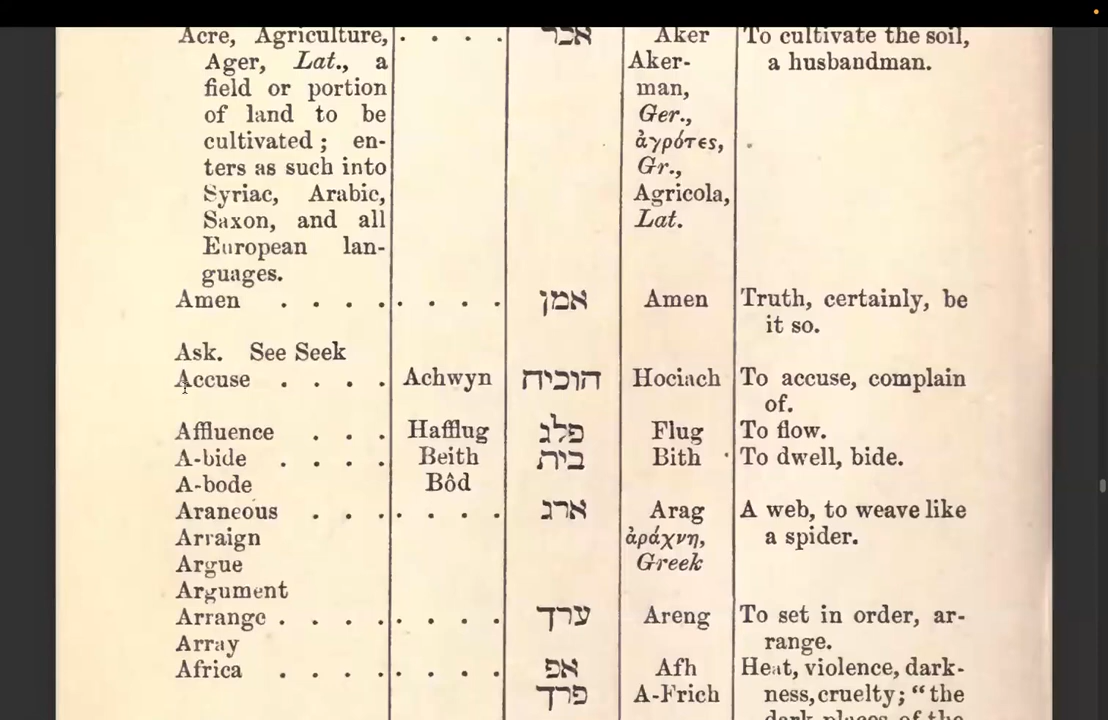 Acre, Agriculture, . . . . אכר Aker To cultivate the soil,
Ager, Lat., a Aker- a husbandman.
field or portion man,
of land to be Ger.,
cultivated ; en- ἀγρότες,
ters as such into Gr.,
Syriac, Arabic, Agricola,
Saxon, and all Lat.
European lan-
guages.
Amen . . . . . . . . אמן Amen Truth, certainly, be
it so.
Ask. See Seek
Accuse . . . . Achwyn הוכיח Hociach To accuse, complain
of.
Affluence . . . Hafflug פלג Flug To flow.
A-bide . . . . Beith בית Bith To dwell, bide.
A-bode Bôd
Araneous . . . . . . . ארג Arag A web, to weave like
Arraign ἀράχνη, a spider.
Argue Greek
Argument
Arrange . . . . . . . . ערך Areng To set in order, ar-
Array range.
Africa . . . . . . . . אפ Afh Heat, violence, dark-
פרך A-Frich ness, cruelty; “the
dark places of the